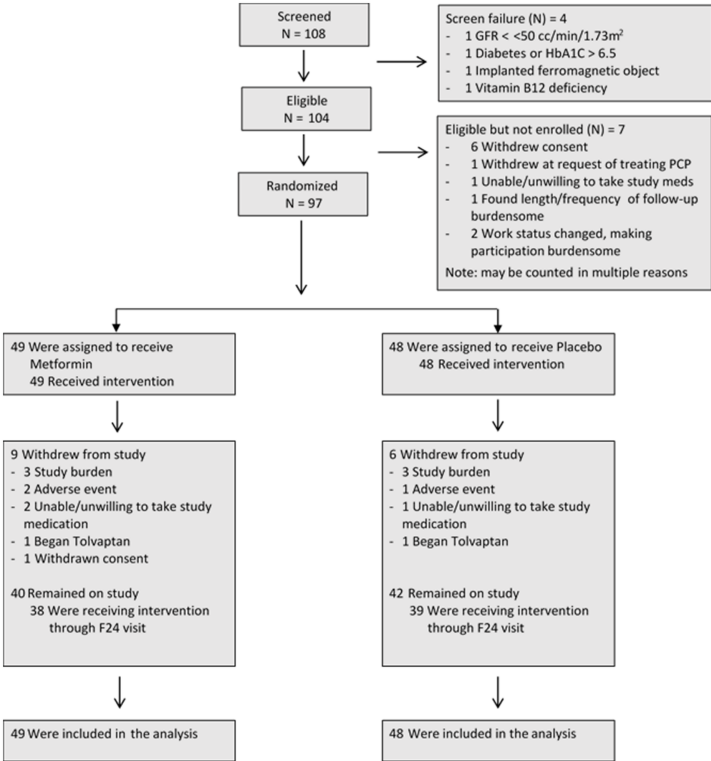 Screened
N = 108
Screen failure (N) = 4
- 1 GFR < <50 cc/min/1.73m²
- 1 Diabetes or HbA1C > 6.5
- 1 Implanted ferromagnetic object
- 1 Vitamin B12 deficiency
Eligible
N = 104
Eligible but not enrolled (N) = 7
- 6 Withdrew consent
- 1 Withdrew at request of treating PCP
- 1 Unable/unwilling to take study meds
- 1 Found length/frequency of follow-up
burdensome
- 2 Work status changed, making
participation burdensome
Note: may be counted in multiple reasons
Randomized
N = 97
49 Were assigned to receive
Metformin
49 Received intervention
48 Were assigned to receive Placebo
48 Received intervention
9 Withdrew from study
- 3 Study burden
- 2 Adverse event
- 2 Unable/unwilling to take study
medication
- 1 Began Tolvaptan
- 1 Withdrawn consent
40 Remained on study
38 Were receiving intervention
through F24 visit
6 Withdrew from study
- 3 Study burden
- 1 Adverse event
- 1 Unable/unwilling to take study
medication
- 1 Began Tolvaptan
42 Remained on study
39 Were receiving intervention
through F24 visit
49 Were included in the analysis
48 Were included in the analysis